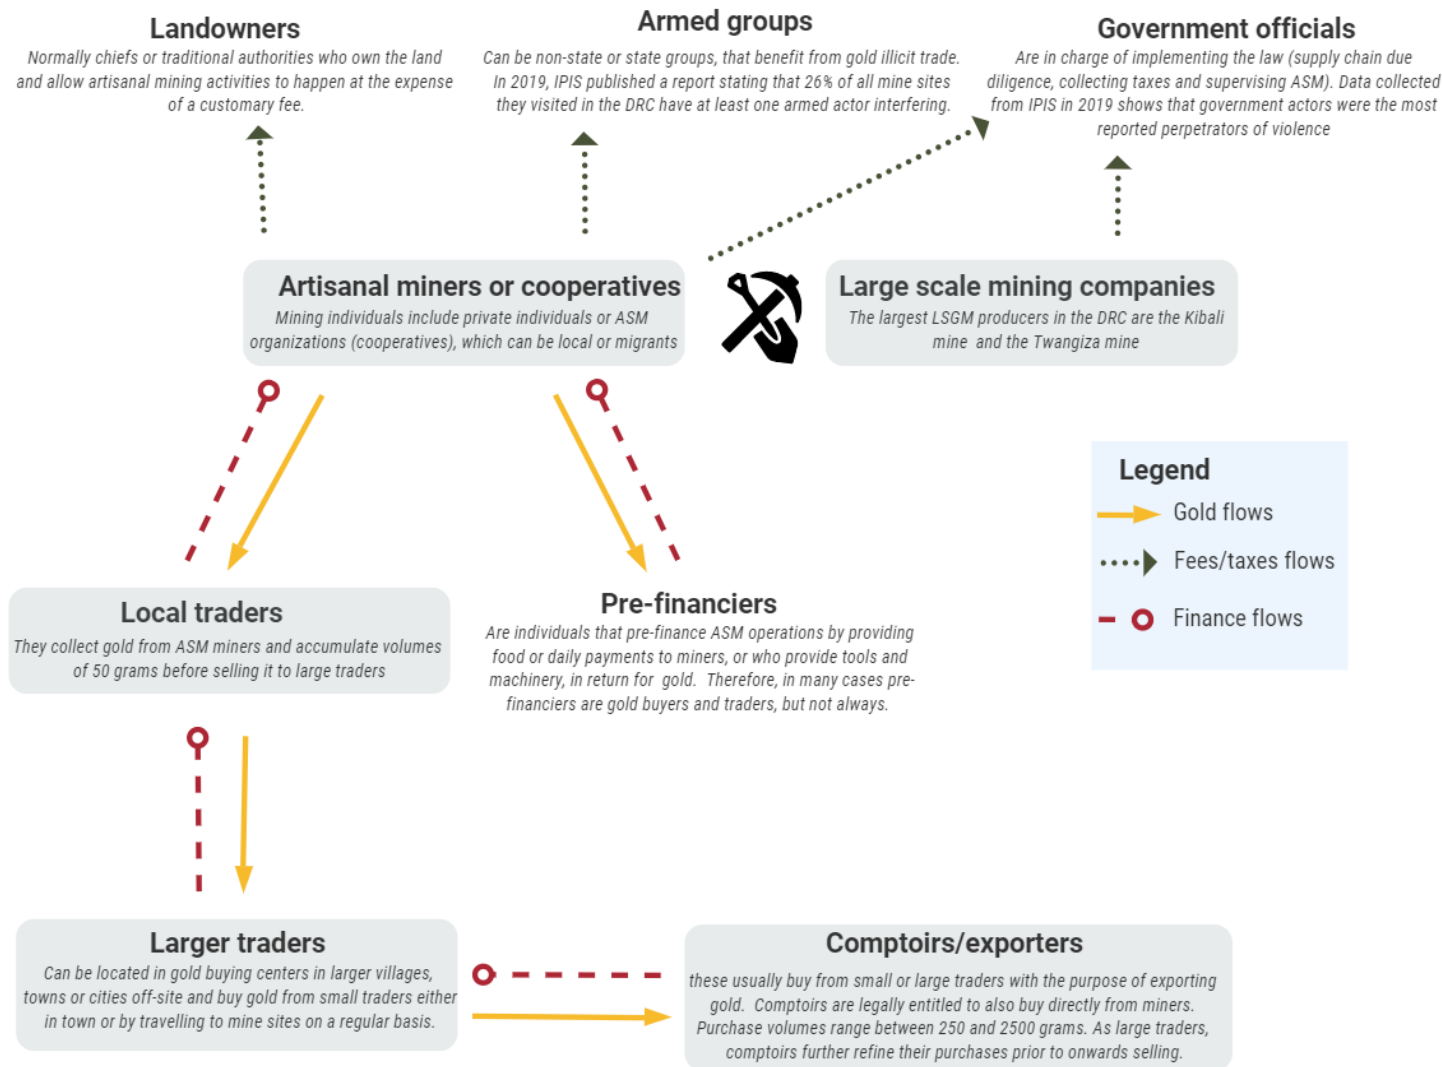 Landowners
Normally chiefs or traditional authorities who own the land
and allow artisanal mining activities to happen at the expense
of a customary fee.
Armed groups
Can be non-state or state groups, that benefit from gold illicit trade.
In 2019, IPIS published a report stating that 26% of all mine sites
they visited in the DRC have at least one armed actor interfering.
Government officials
Are in charge of implementing the law (supply chain due
diligence, collecting taxes and supervising ASM). Data collected
from IPIS in 2019 shows that government actors were the most
reported perpetrators of violence
Artisanal miners or cooperatives
Mining individuals include private individuals or ASM
organizations (cooperatives), which can be local or migrants
Large scale mining companies
The largest LSGM producers in the DRC are the Kibali
mine and the Twangiza mine
Legend
Gold flows
Fees/taxes flows
Finance flows
Local traders
They collect gold from ASM miners and accumulate volumes
of 50 grams before selling it to large traders
Pre-financiers
Are individuals that pre-finance ASM operations by providing
food or daily payments to miners, or who provide tools and
machinery, in return for gold. Therefore, in many cases pre-
financiers are gold buyers and traders, but not always.
Larger traders
Can be located in gold buying centers in larger villages,
towns or cities off-site and buy gold from small traders either
in town or by travelling to mine sites on a regular basis.
Comptoirs/exporters
these usually buy from small or large traders with the purpose of exporting
gold. Comptoirs are legally entitled to also buy directly from miners.
Purchase volumes range between 250 and 2500 grams. As large traders,
comptoirs further refine their purchases prior to onwards selling.